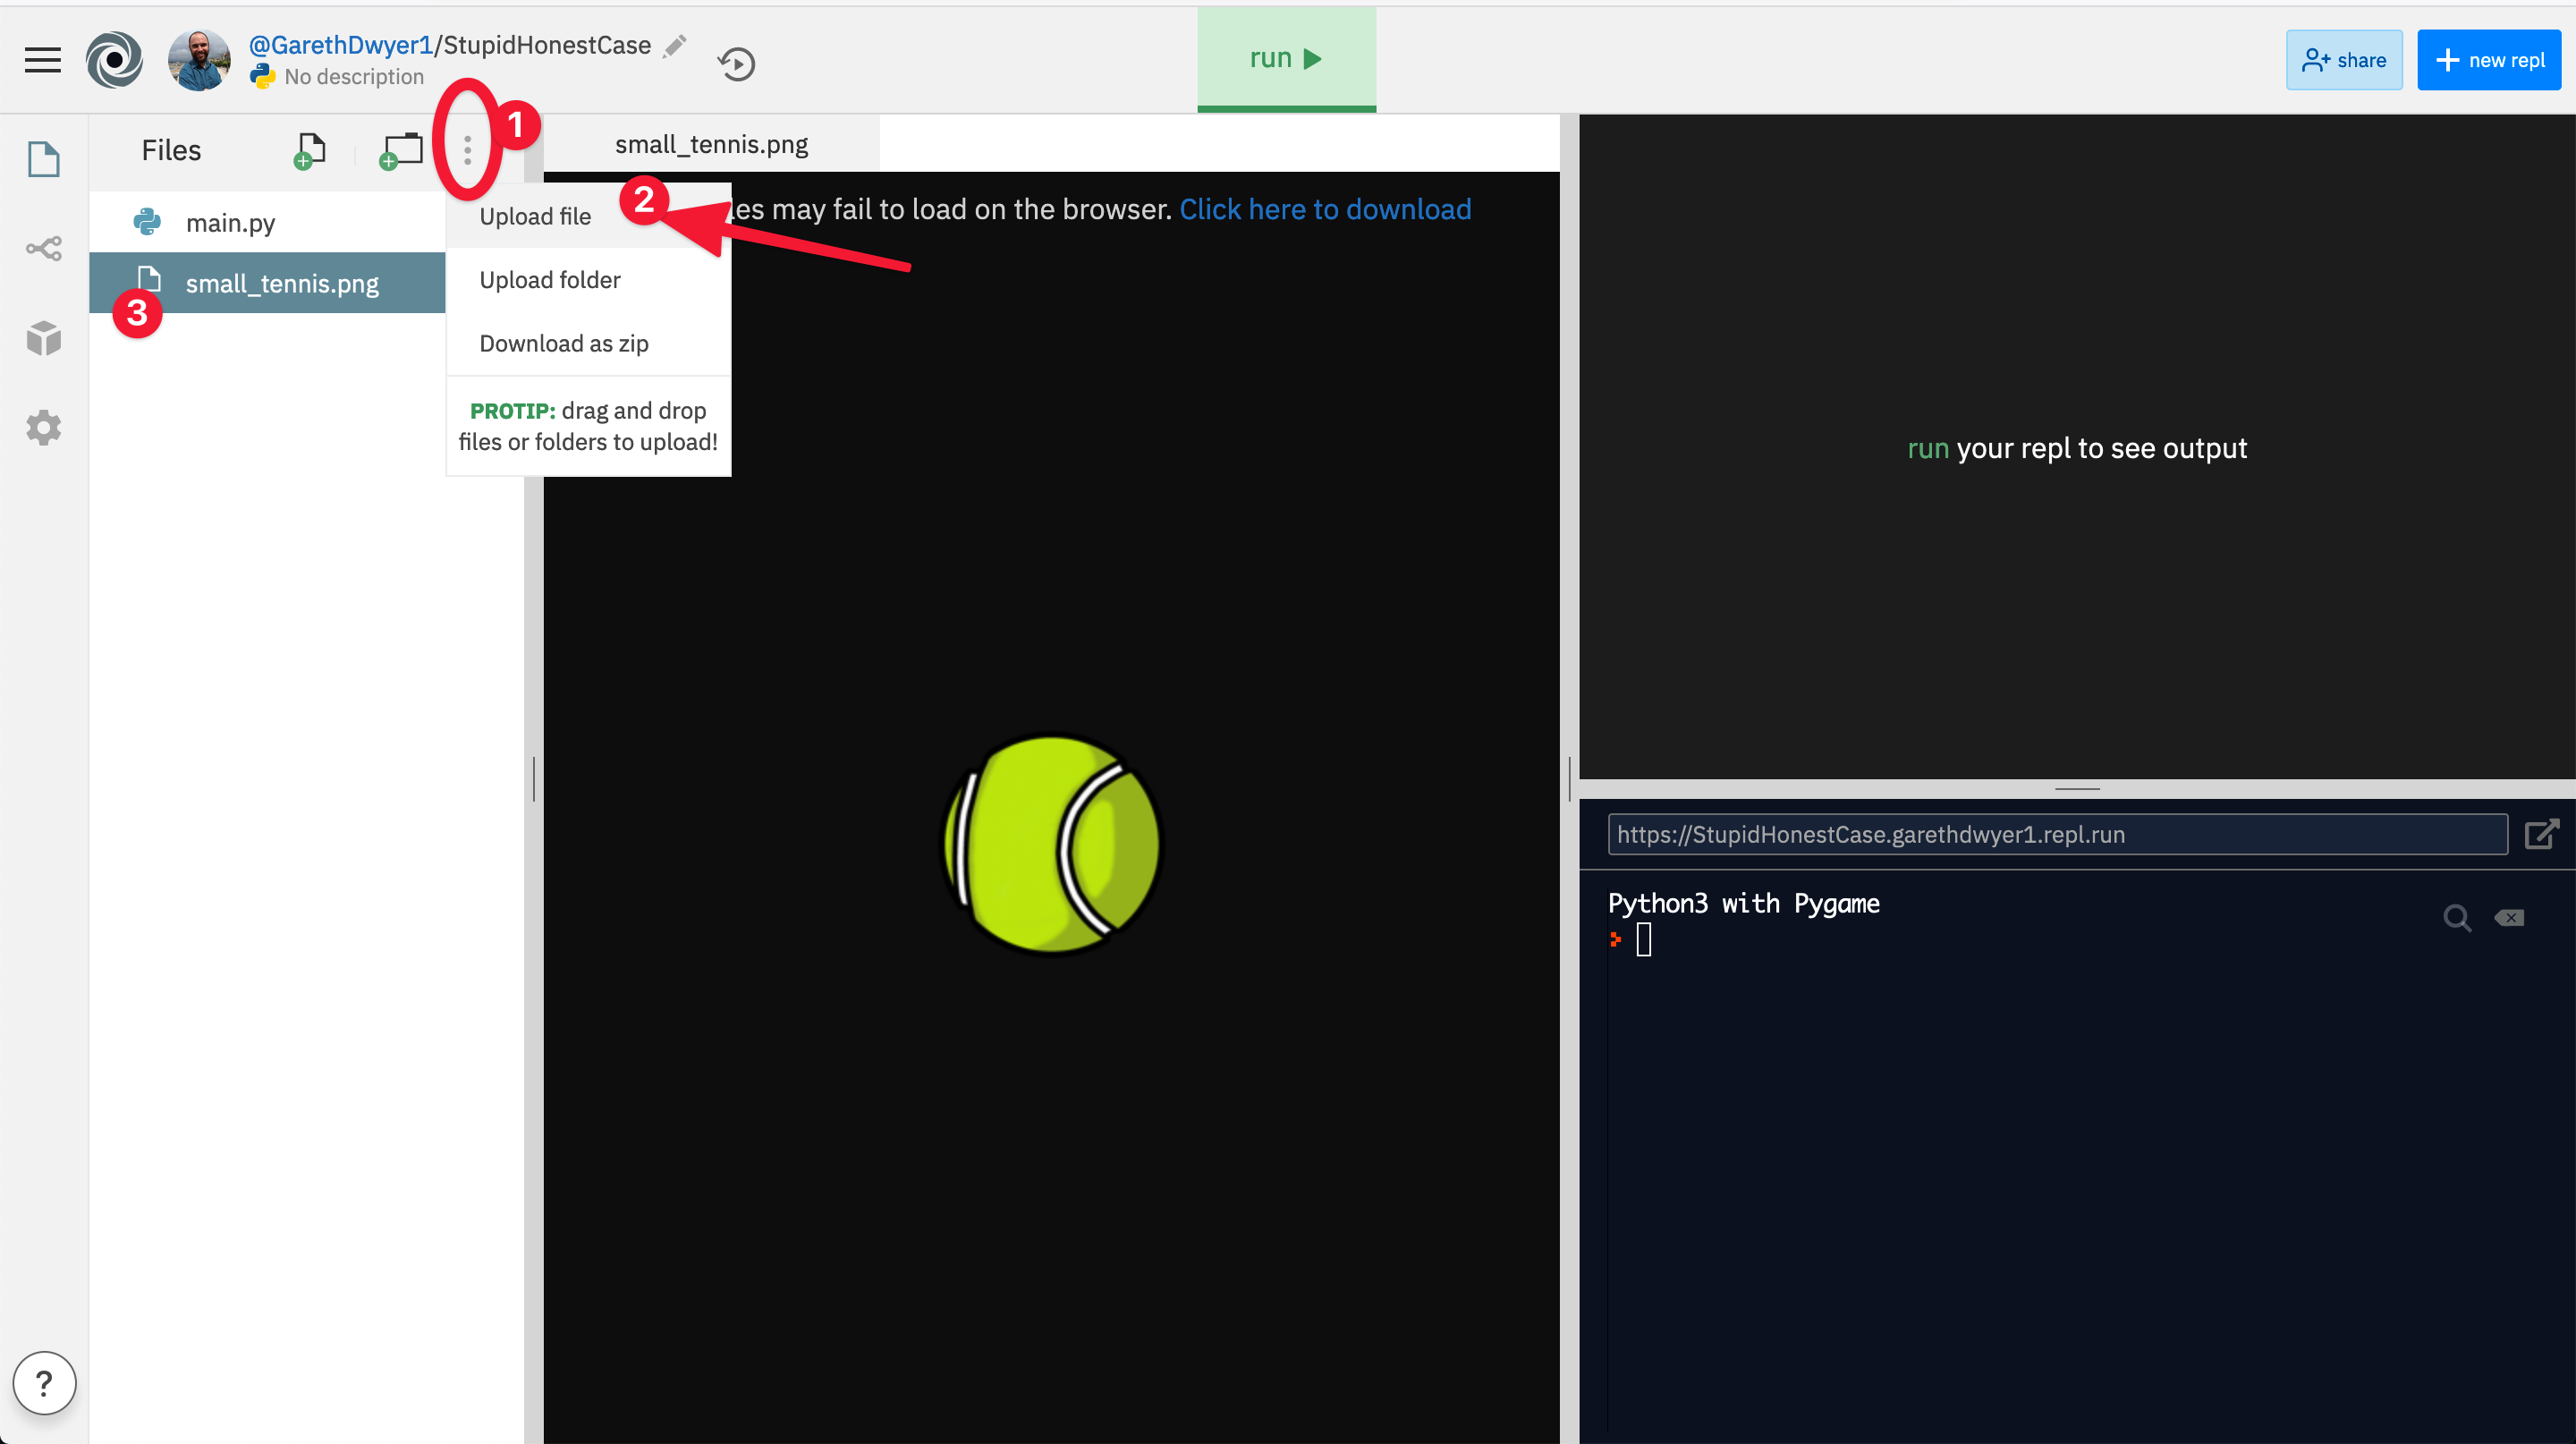 @GarethDwyer1/StupidHonestCase
No description
run
share
new repl
Files
1
small_tennis.png
main.py
Upload file
2
les may fail to load on the browser. Click here to download
small_tennis.png
3
Upload folder
Download as zip
PROTIP: drag and drop
files or folders to upload!
run your repl to see output
https://StupidHonestCase.garethdwyer1.repl.run
Python3 with Pygame
?